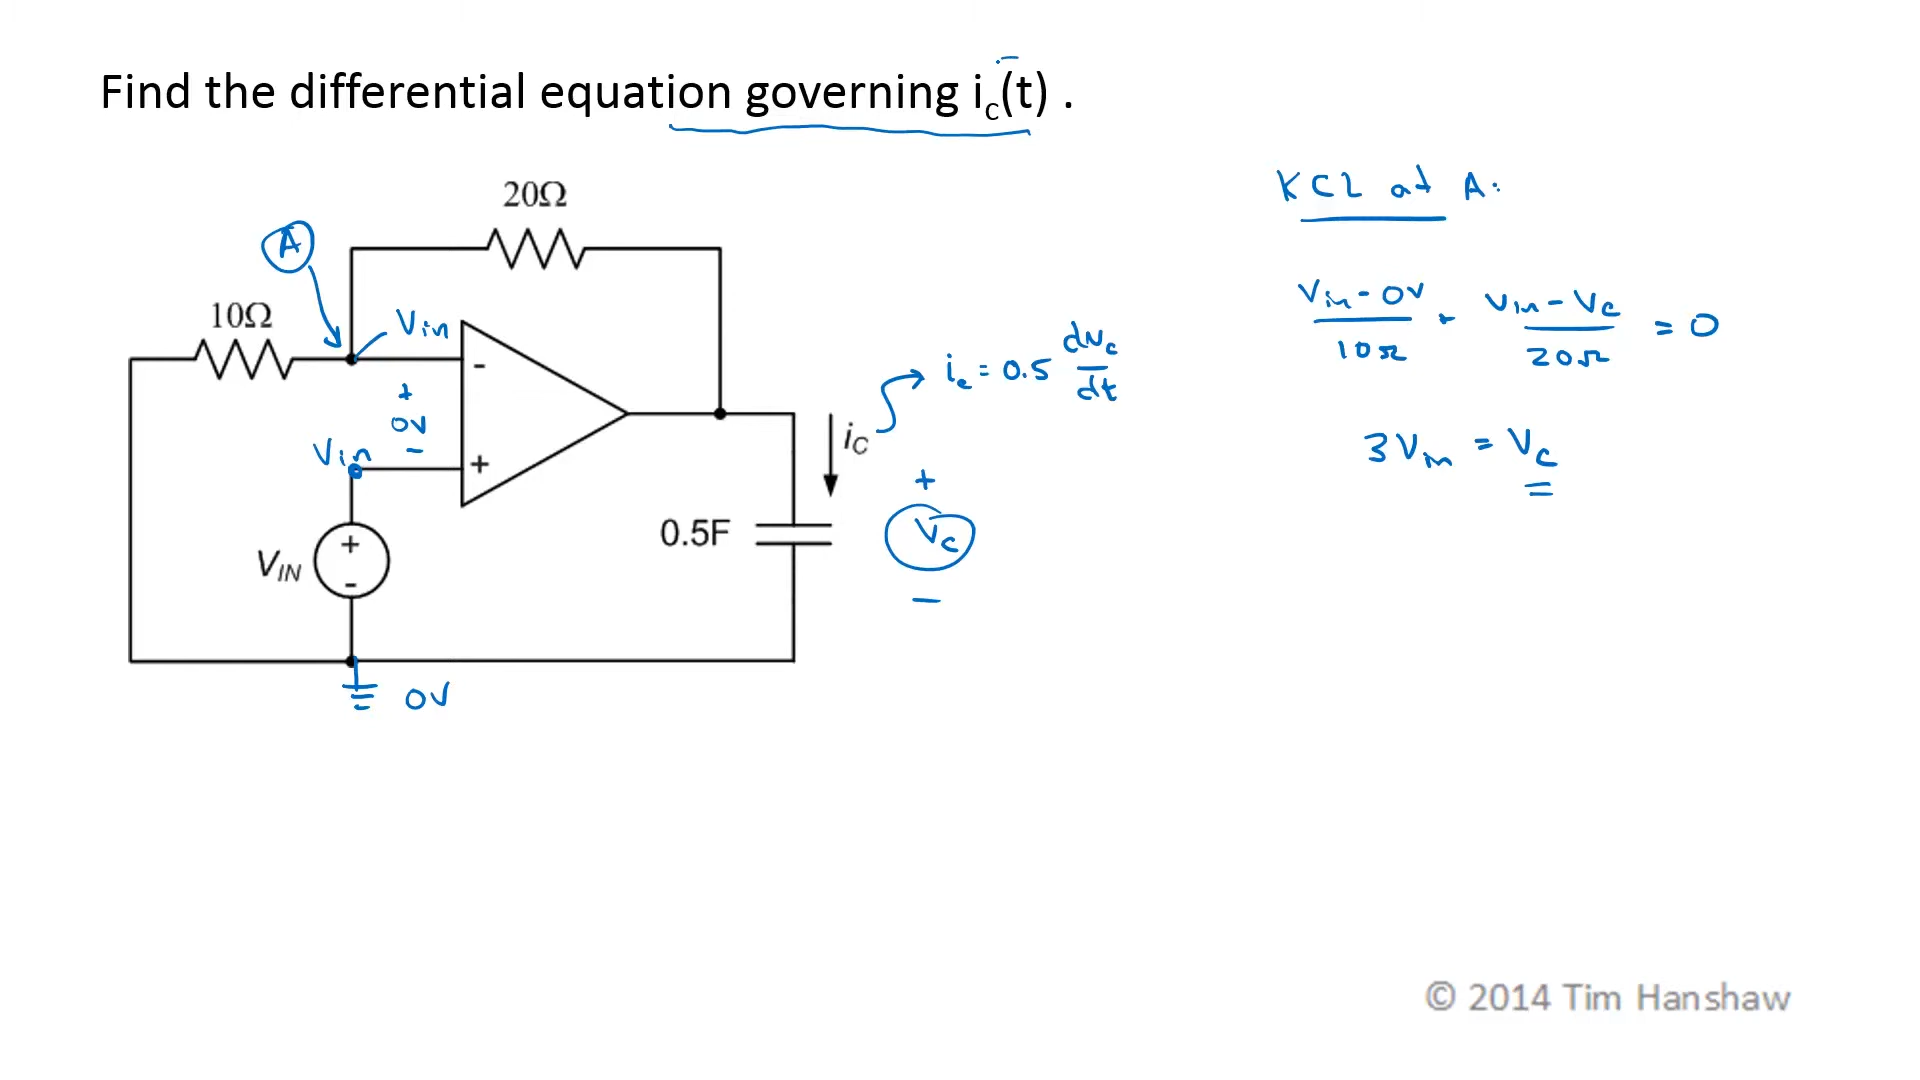 Find the differential equation governing ic(t) .
KCL at A:
20Ω
A
10Ω
Vin
Vin - 0V / 10Ω + Vin - Vc / 20Ω = 0
-
+
0V
-
ic = 0.5 dvc/dt
iC
3Vin = Vc
Vin
+
+
0.5F
Vc
-
VIN
+
-
0V
© 2014 Tim Hanshaw